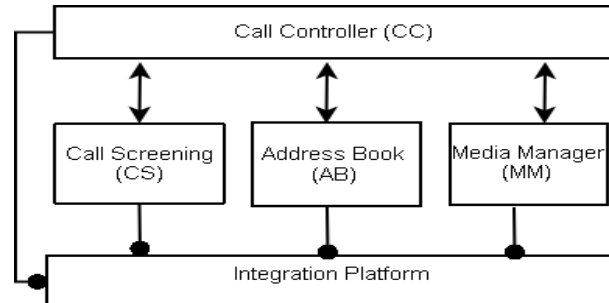 Call Controller (CC)
Call Screening
(CS)
Address Book
(AB)
Media Manager
(MM)
Integration Platform